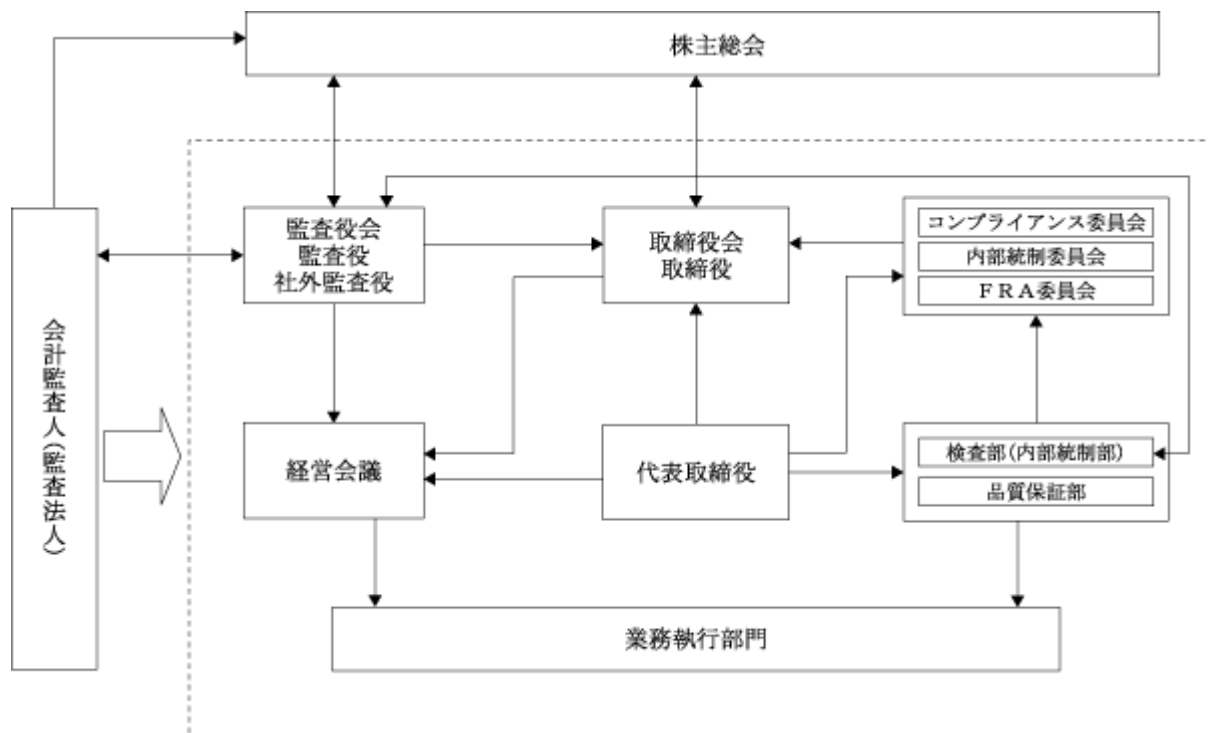 株主総会
監査役会
監査役
社外監査役
取締役会
取締役
コンプライアンス委員会
内部統制委員会
ＦＲＡ委員会
会計監査人(監査法人)
経営会議
代表取締役
検査部(内部統制部)
品質保証部
業務執行部門